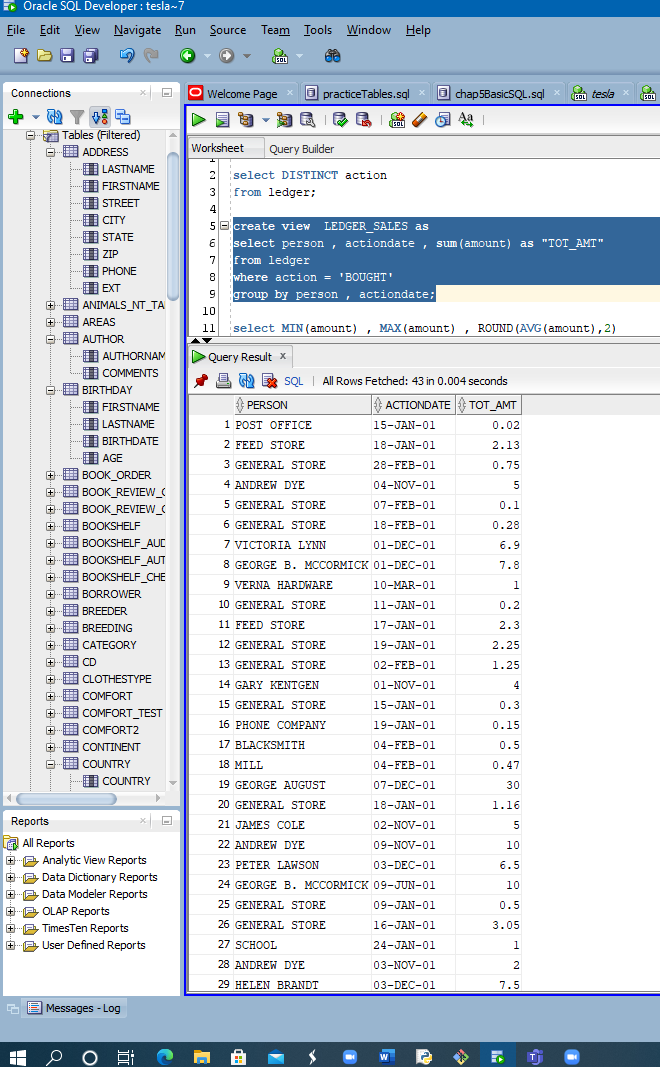 Oracle SQL Developer : tesla~7
File Edit View Navigate Run Source Team Tools Window Help
Connections
Welcome Page practiceTables.sql chap5BasicSQL.sql tesla
Worksheet Query Builder
Tables (Filtered)
ADDRESS
LASTNAME
FIRSTNAME
STREET
CITY
STATE
ZIP
PHONE
EXT
ANIMALS_NT_TA
AREAS
AUTHOR
AUTHORNAM
COMMENTS
BIRTHDAY
FIRSTNAME
LASTNAME
BIRTHDATE
AGE
BOOK_ORDER
BOOK_REVIEW_C
BOOK_REVIEW_C
BOOKSHELF
BOOKSHELF_AUD
BOOKSHELF_AUT
BOOKSHELF_CHE
BORROWER
BREEDER
BREEDING
CATEGORY
CD
CLOTHESTYPE
COMFORT
COMFORT_TEST
COMFORT2
CONTINENT
COUNTRY
COUNTRY
Reports
All Reports
Analytic View Reports
Data Dictionary Reports
Data Modeler Reports
OLAP Reports
TimesTen Reports
User Defined Reports
2 select DISTINCT action
3 from ledger;
4
5 create view LEDGER_SALES as
6 select person , actiondate , sum(amount) as "TOT_AMT"
7 from ledger
8 where action = 'BOUGHT'
9 group by person , actiondate;
10
11 select MIN(amount) , MAX(amount) , ROUND(AVG(amount),2)
Query Result x
SQL | All Rows Fetched: 43 in 0.004 seconds
PERSON ACTIONDATE TOT_AMT
1 POST OFFICE 15-JAN-01 0.02
2 FEED STORE 18-JAN-01 2.13
3 GENERAL STORE 28-FEB-01 0.75
4 ANDREW DYE 04-NOV-01 5
5 GENERAL STORE 07-FEB-01 0.1
6 GENERAL STORE 18-FEB-01 0.28
7 VICTORIA LYNN 01-DEC-01 6.9
8 GEORGE B. MCCORMICK 01-DEC-01 7.8
9 VERNA HARDWARE 10-MAR-01 1
10 GENERAL STORE 11-JAN-01 0.2
11 FEED STORE 17-JAN-01 2.3
12 GENERAL STORE 19-JAN-01 2.25
13 GENERAL STORE 02-FEB-01 1.25
14 GARY KENTGEN 01-NOV-01 4
15 GENERAL STORE 15-JAN-01 0.3
16 PHONE COMPANY 19-JAN-01 0.15
17 BLACKSMITH 04-FEB-01 0.5
18 MILL 04-FEB-01 0.47
19 GEORGE AUGUST 07-DEC-01 30
20 GENERAL STORE 18-JAN-01 1.16
21 JAMES COLE 02-NOV-01 5
22 ANDREW DYE 09-NOV-01 10
23 PETER LAWSON 03-DEC-01 6.5
24 GEORGE B. MCCORMICK 09-JUN-01 10
25 GENERAL STORE 09-JAN-01 0.5
26 GENERAL STORE 16-JAN-01 3.05
27 SCHOOL 24-JAN-01 1
28 ANDREW DYE 03-NOV-01 2
29 HELEN BRANDT 03-DEC-01 7.5
Messages - Log